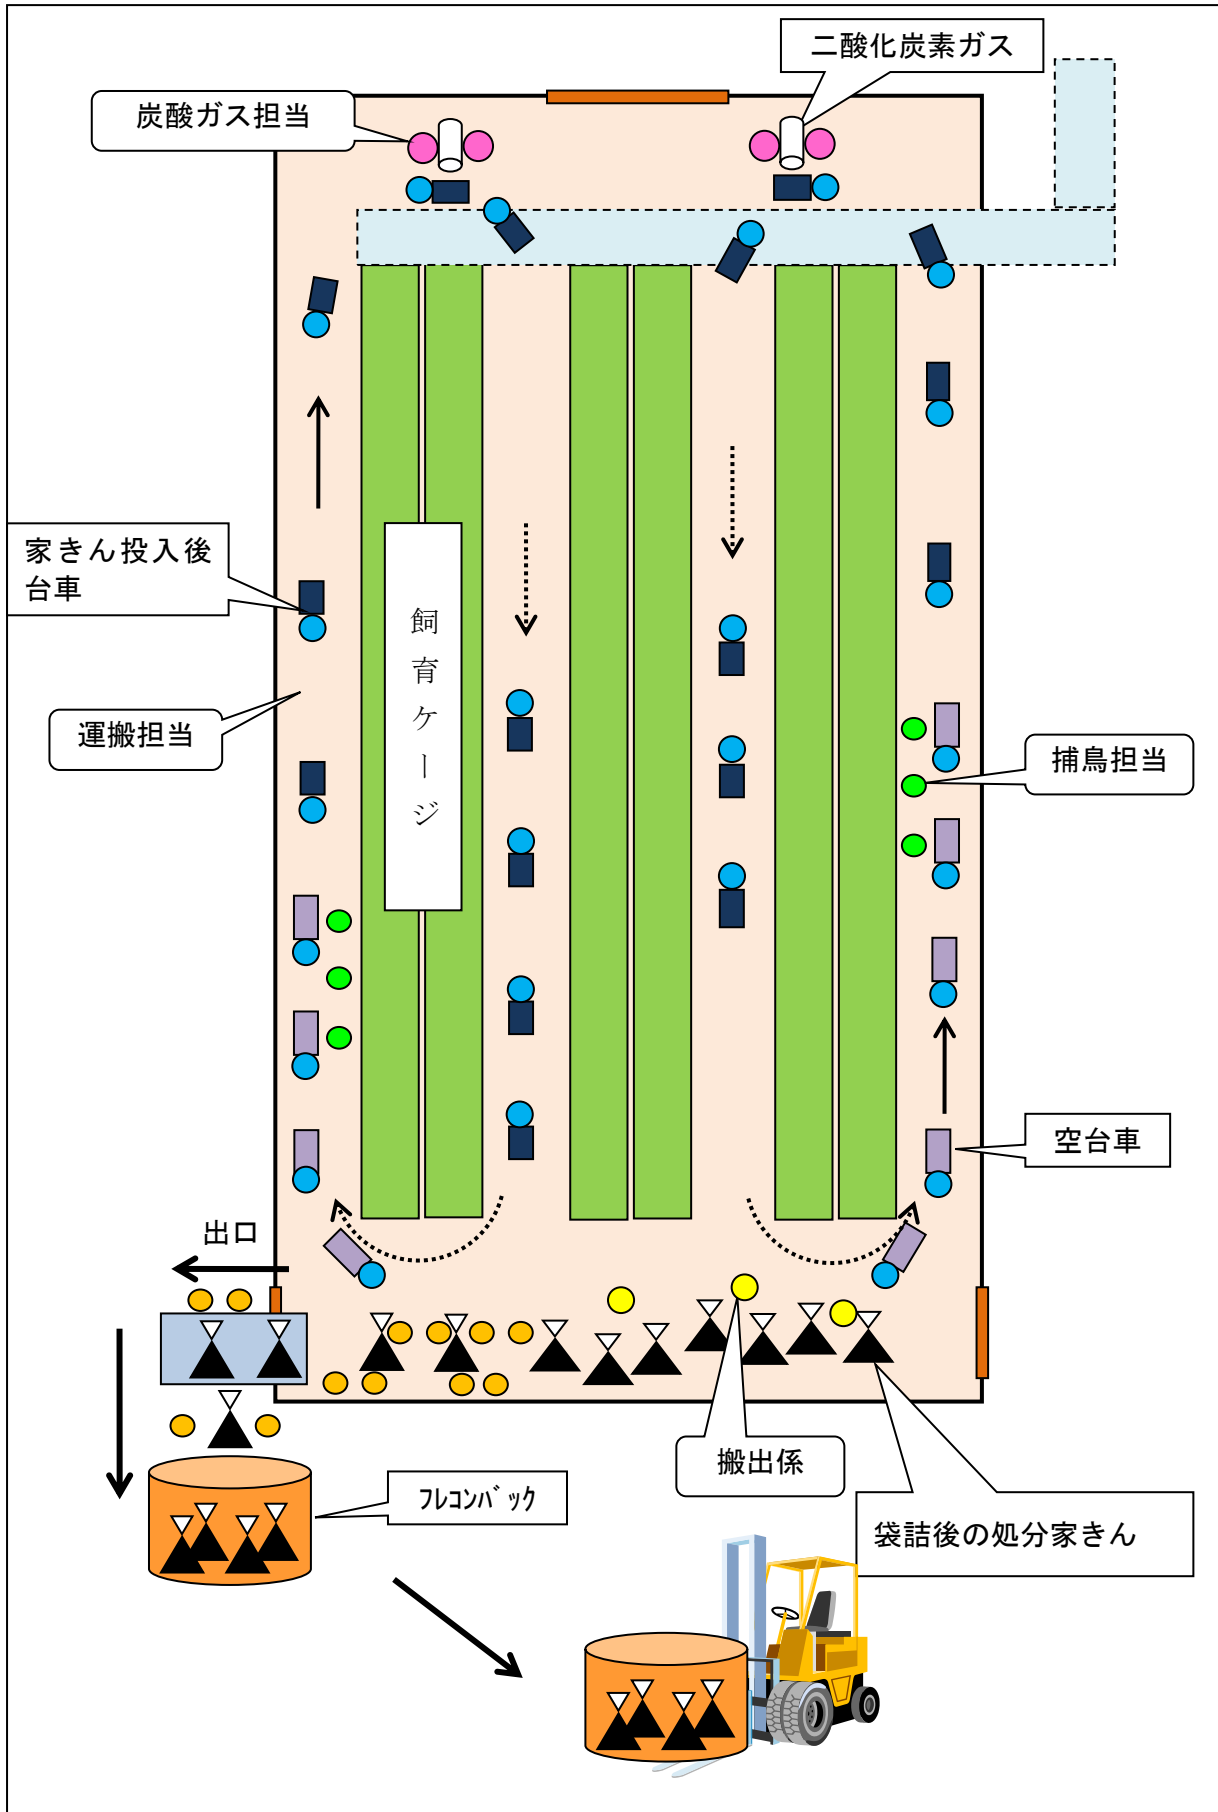 二酸化炭素ガス
炭酸ガス担当
家きん投入後
台車
飼育ケージ
運搬担当
捕鳥担当
空台車
出口
搬出係
ﾌﾚｺﾝﾊﾞｯｸ
袋詰後の処分家きん